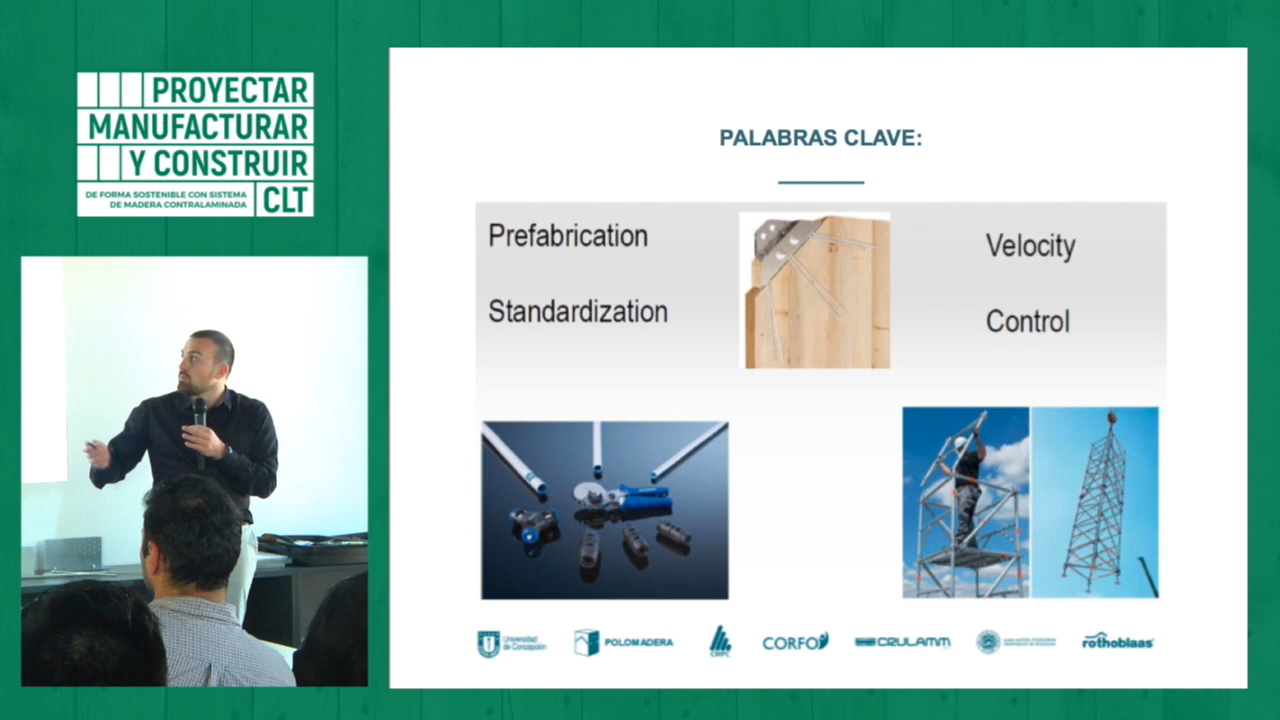 PROYECTAR
MANUFACTURAR
Y CONSTRUIR
DE FORMA SOSTENIBLE CON SISTEMA
DE MADERA CONTRALAMINADA
CLT
PALABRAS CLAVE:
Prefabrication
Standardization
Velocity
Control
Universidad
de Concepción
POLOMADERA
CMPC
CORFO
CRULAMM
rothoblaas